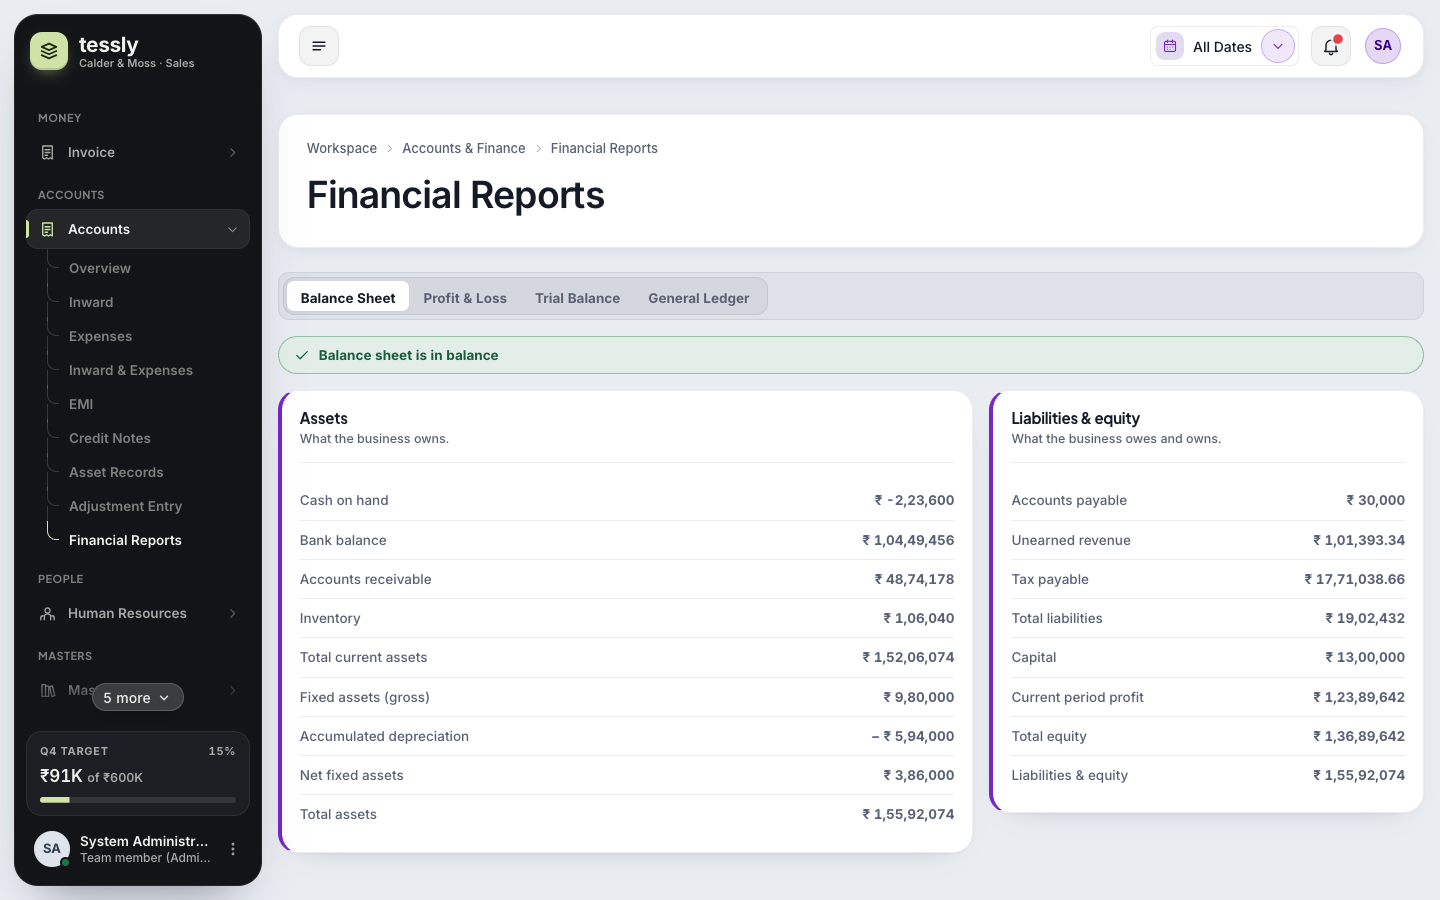 tessly
Calder & Moss · Sales
MONEY
Invoice
ACCOUNTS
Accounts
Overview
Inward
Expenses
Inward & Expenses
EMI
Credit Notes
Asset Records
Adjustment Entry
Financial Reports
PEOPLE
Human Resources
MASTERS
5 more
Q4 TARGET 15%
₹91K of ₹600K
SA
System Administr...
Team member (Admi...
All Dates
SA
Workspace > Accounts & Finance > Financial Reports
Financial Reports
Balance Sheet Profit & Loss Trial Balance General Ledger
Balance sheet is in balance
Assets
What the business owns.
Cash on hand ₹ -2,23,600
Bank balance ₹ 1,04,49,456
Accounts receivable ₹ 48,74,178
Inventory ₹ 1,06,040
Total current assets ₹ 1,52,06,074
Fixed assets (gross) ₹ 9,80,000
Accumulated depreciation – ₹ 5,94,000
Net fixed assets ₹ 3,86,000
Total assets ₹ 1,55,92,074
Liabilities & equity
What the business owes and owns.
Accounts payable ₹ 30,000
Unearned revenue ₹ 1,01,393.34
Tax payable ₹ 17,71,038.66
Total liabilities ₹ 19,02,432
Capital ₹ 13,00,000
Current period profit ₹ 1,23,89,642
Total equity ₹ 1,36,89,642
Liabilities & equity ₹ 1,55,92,074